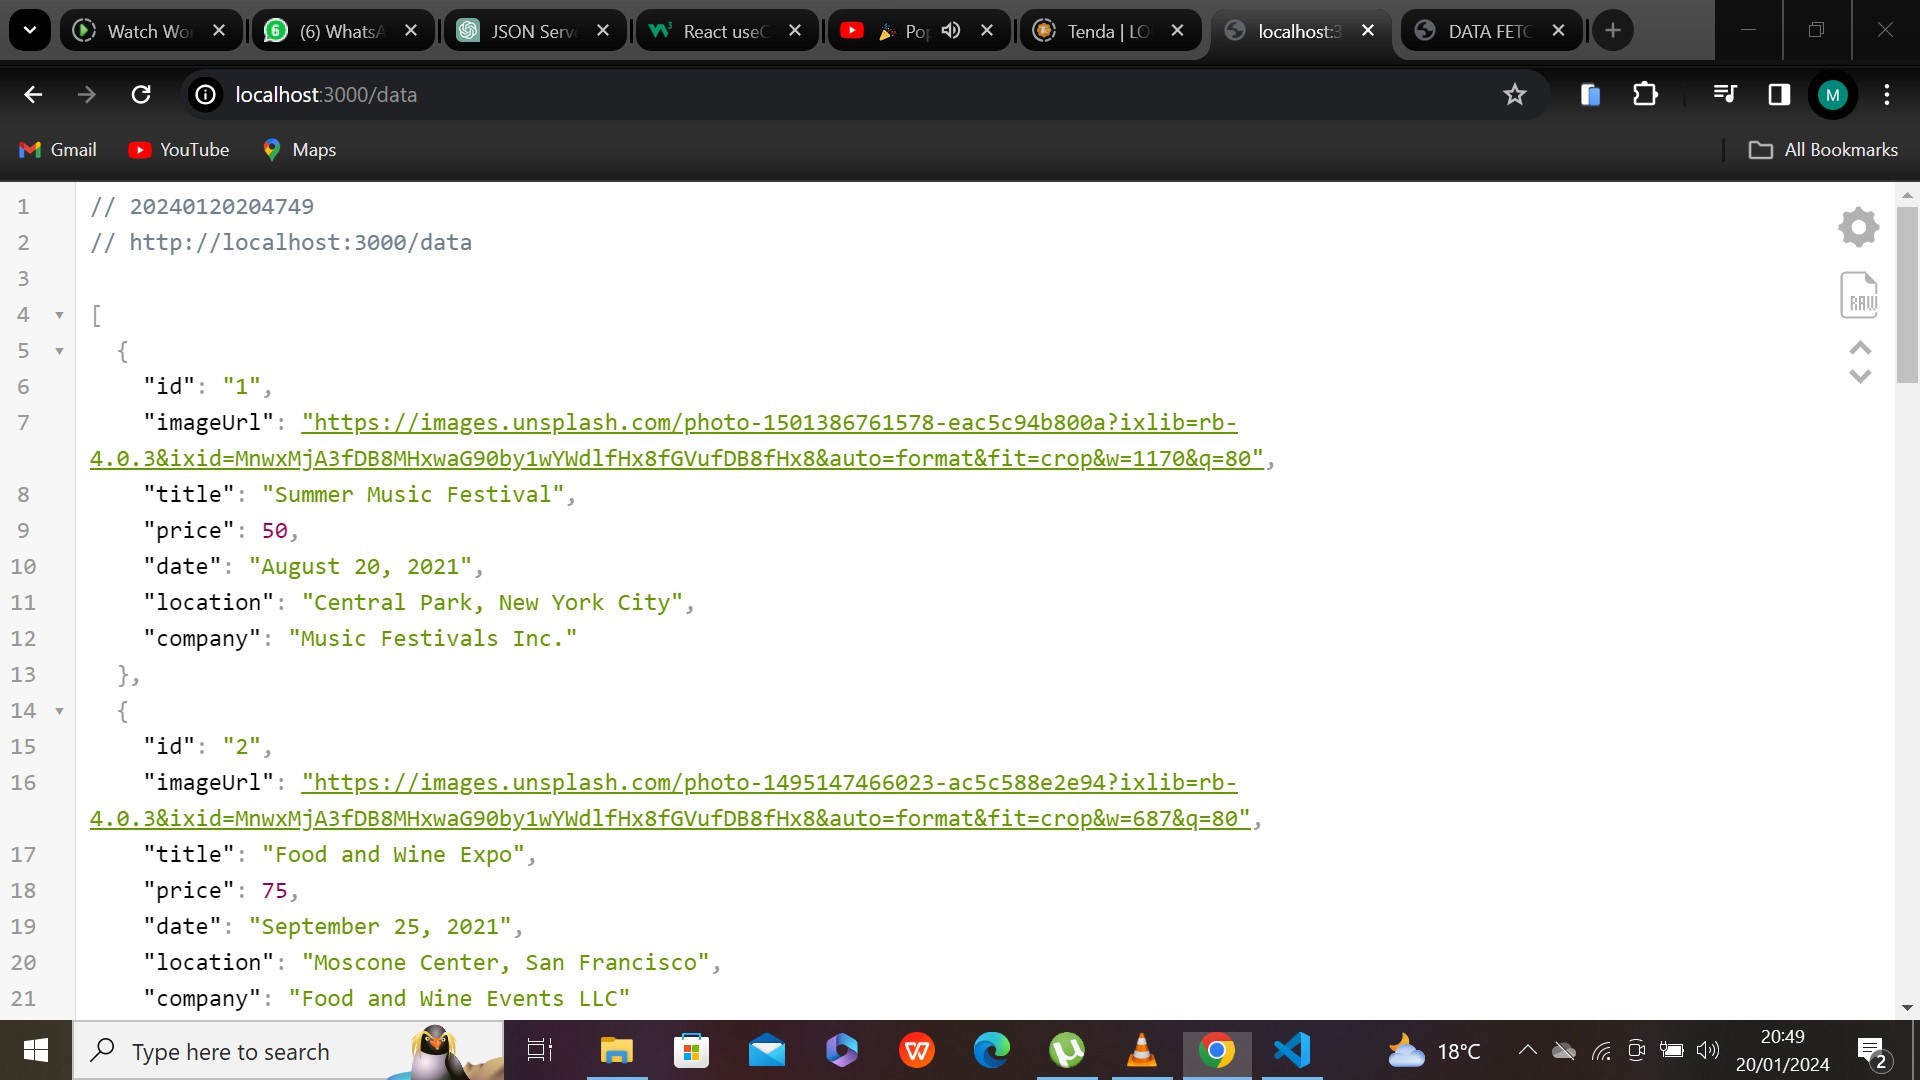 Watch Wo
(6) WhatsA
JSON Serv
React useC
Pop
Tenda | LO
localhost:3
DATA FETC
localhost:3000/data
M
Gmail
YouTube
Maps
All Bookmarks
1 // 20240120204749
2 // http://localhost:3000/data
3
4 [
5 {
6 "id": "1",
7 "imageUrl": "https://images.unsplash.com/photo-1501386761578-eac5c94b800a?ixlib=rb-
4.0.3&ixid=MnwxMjA3fDB8MHxwaG90by1wYWdlfHx8fGVufDB8fHx8&auto=format&fit=crop&w=1170&q=80",
8 "title": "Summer Music Festival",
9 "price": 50,
10 "date": "August 20, 2021",
11 "location": "Central Park, New York City",
12 "company": "Music Festivals Inc."
13 },
14 {
15 "id": "2",
16 "imageUrl": "https://images.unsplash.com/photo-1495147466023-ac5c588e2e94?ixlib=rb-
4.0.3&ixid=MnwxMjA3fDB8MHxwaG90by1wYWdlfHx8fGVufDB8fHx8&auto=format&fit=crop&w=687&q=80",
17 "title": "Food and Wine Expo",
18 "price": 75,
19 "date": "September 25, 2021",
20 "location": "Moscone Center, San Francisco",
21 "company": "Food and Wine Events LLC"
RAW
Type here to search
18°C
20:49
20/01/2024
2